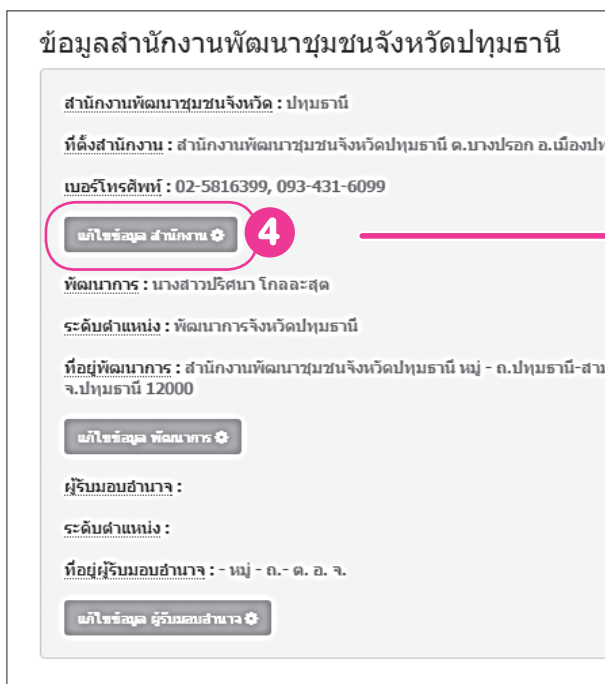 ข้อมูลสำนักงานพัฒนาชุมชนจังหวัดปทุมธานี
สำนักงานพัฒนาชุมชนจังหวัด : ปทุมธานี
ที่ตั้งสำนักงาน : สำนักงานพัฒนาชุมชนจังหวัดปทุมธานี ต.บางปรอก อ.เมืองปท
เบอร์โทรศัพท์ : 02-5816399, 093-431-6099
แก้ไขข้อมูล สำนักงาน
4
พัฒนาการ : นางสาวปริศนา โกลละสุต
ระดับตำแหน่ง : พัฒนาการจังหวัดปทุมธานี
ที่อยู่พัฒนาการ : สำนักงานพัฒนาชุมชนจังหวัดปทุมธานี หมู่ - ถ.ปทุมธานี-สาม
จ.ปทุมธานี 12000
แก้ไขข้อมูล พัฒนาการ
ผู้รับมอบอำนาจ :
ระดับตำแหน่ง :
ที่อยู่ผู้รับมอบอำนาจ : - หมู่ - ถ.- ต. อ. จ.
แก้ไขข้อมูล ผู้รับมอบอำนาจ